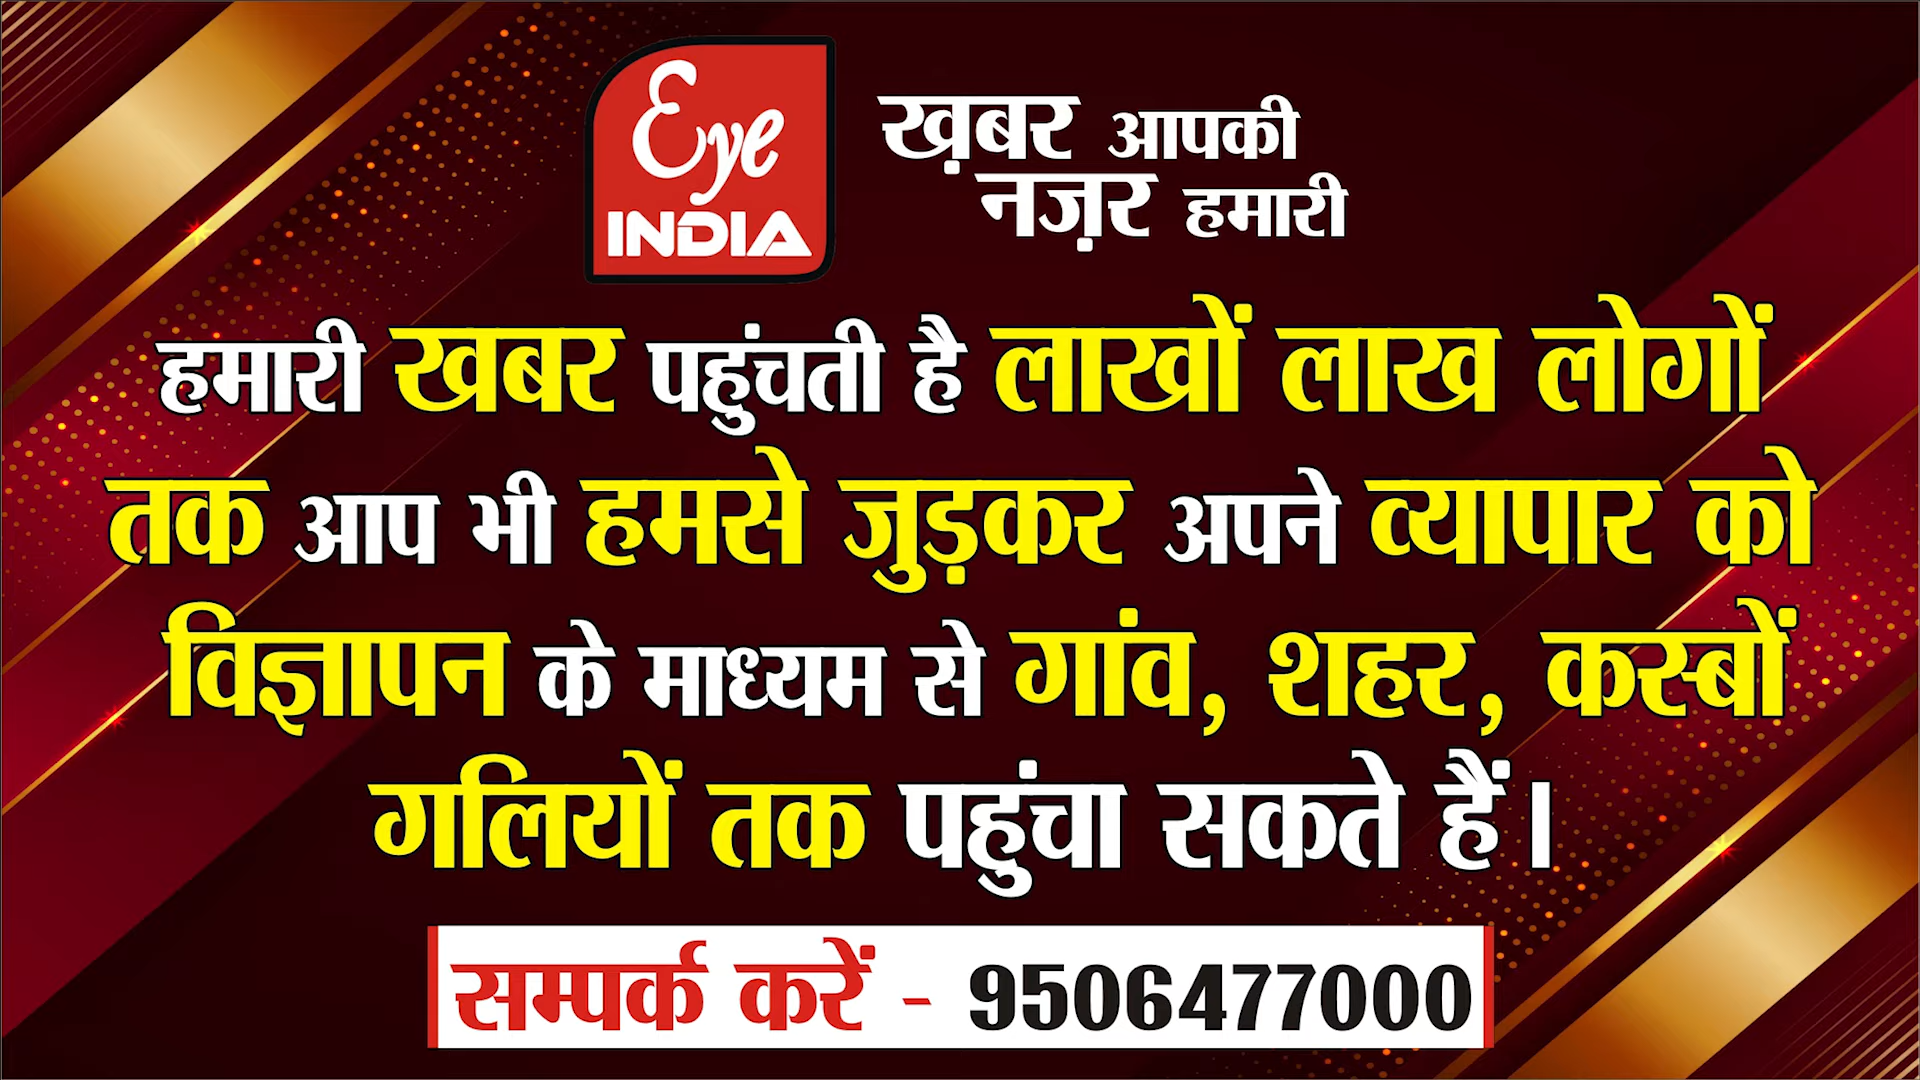 Eye
INDIA
ख़बर आपकी
नज़र हमारी
हमारी खबर पहुंचती है लाखों लाख लोगों
तक आप भी हमसे जुड़कर अपने व्यापार को
विज्ञापन के माध्यम से गांव, शहर, कस्बों
गलियों तक पहुंचा सकते हैं।
सम्पर्क करें - 9506477000